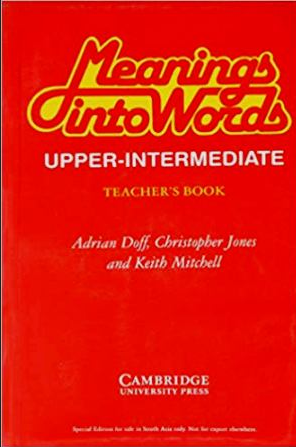 Meanings
into Words
UPPER-INTERMEDIATE
TEACHER'S BOOK
Adrian Doff, Christopher Jones
and Keith Mitchell
CAMBRIDGE
UNIVERSITY PRESS
Special Edition for sale in South Asia only. Not for export elsewhere.